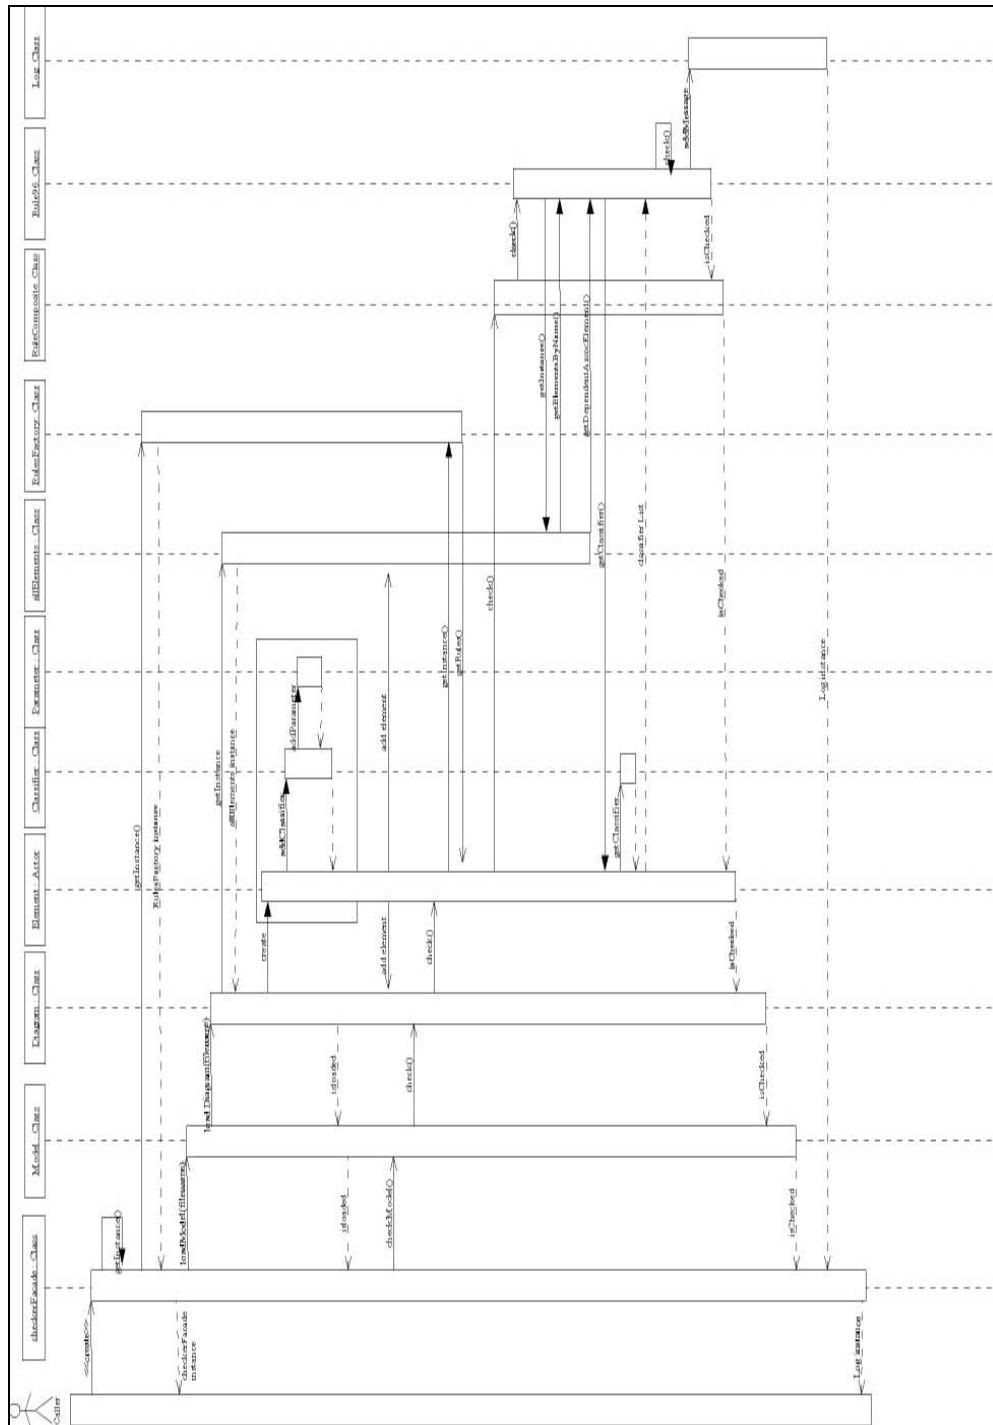 Caller
checkerFacade : Class
Model : Class
Diagram : Class
Element : Actor
Classifier : Class
Parameter : Class
allElements : Class
RulesFactory : Class
RuleComposite : Class
Rule96 : Class
Log : Class
<<create>>
getInstance()
getInstance()
RulesFactory instance
checkerFacade
instance
loadModel(filename)
load Diagram(filename)
getInstance
allElements instance
create
addClassifier
addParameter
isloaded
isloaded
add element
add element
checkModel()
check()
check()
getInstance()
getRules()
check()
check()
getInstance()
getElementsByName()
getDependentAssocElement()
getClassifier()
getClassifier
classifier List
check()
addMessage
isChecked
isChecked
isChecked
isChecked
isChecked
Log instance
Log instance